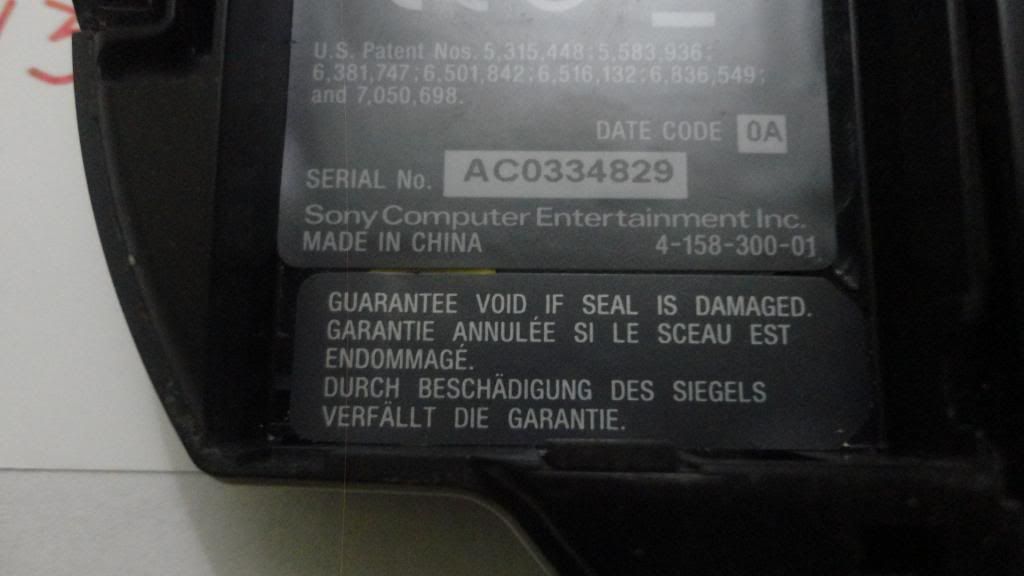 U.S. Patent Nos. 5,315,448; 5,583,936;
6,381,747; 6,501,842; 6,516,132; 6,836,549;
and 7,050,698.
DATE CODE 0A
SERIAL No. AC0334829
Sony Computer Entertainment Inc.
MADE IN CHINA 4-158-300-01
GUARANTEE VOID IF SEAL IS DAMAGED.
GARANTIE ANNULÉE SI LE SCEAU EST
ENDOMMAGÉ.
DURCH BESCHÄDIGUNG DES SIEGELS
VERFÄLLT DIE GARANTIE.